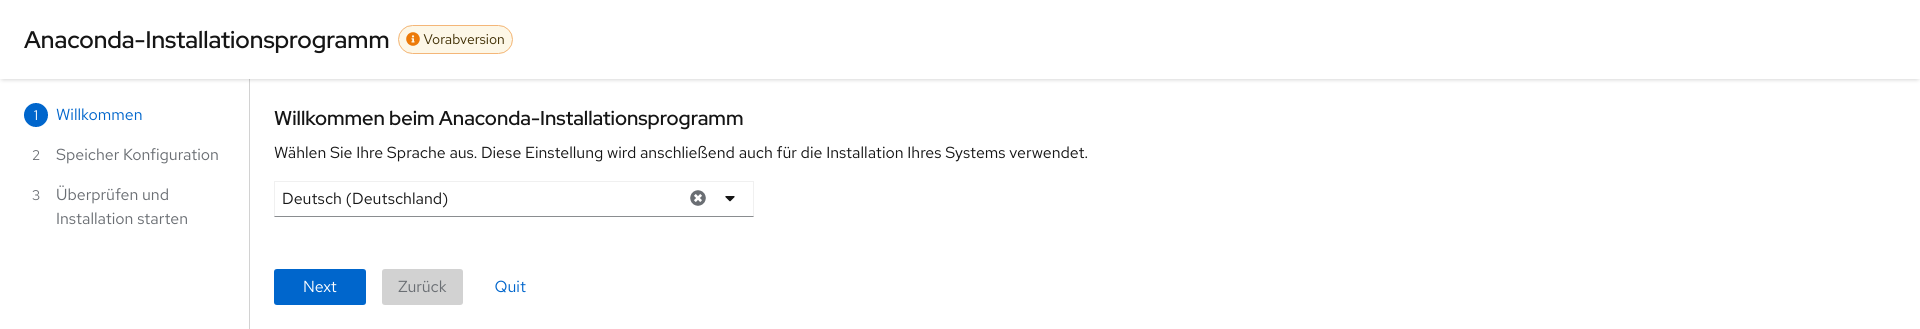 Anaconda-Installationsprogramm Vorabversion
1 Willkommen
2 Speicher Konfiguration
3 Überprüfen und
Installation starten
Willkommen beim Anaconda-Installationsprogramm
Wählen Sie Ihre Sprache aus. Diese Einstellung wird anschließend auch für die Installation Ihres Systems verwendet.
Deutsch (Deutschland)
Next Zurück Quit